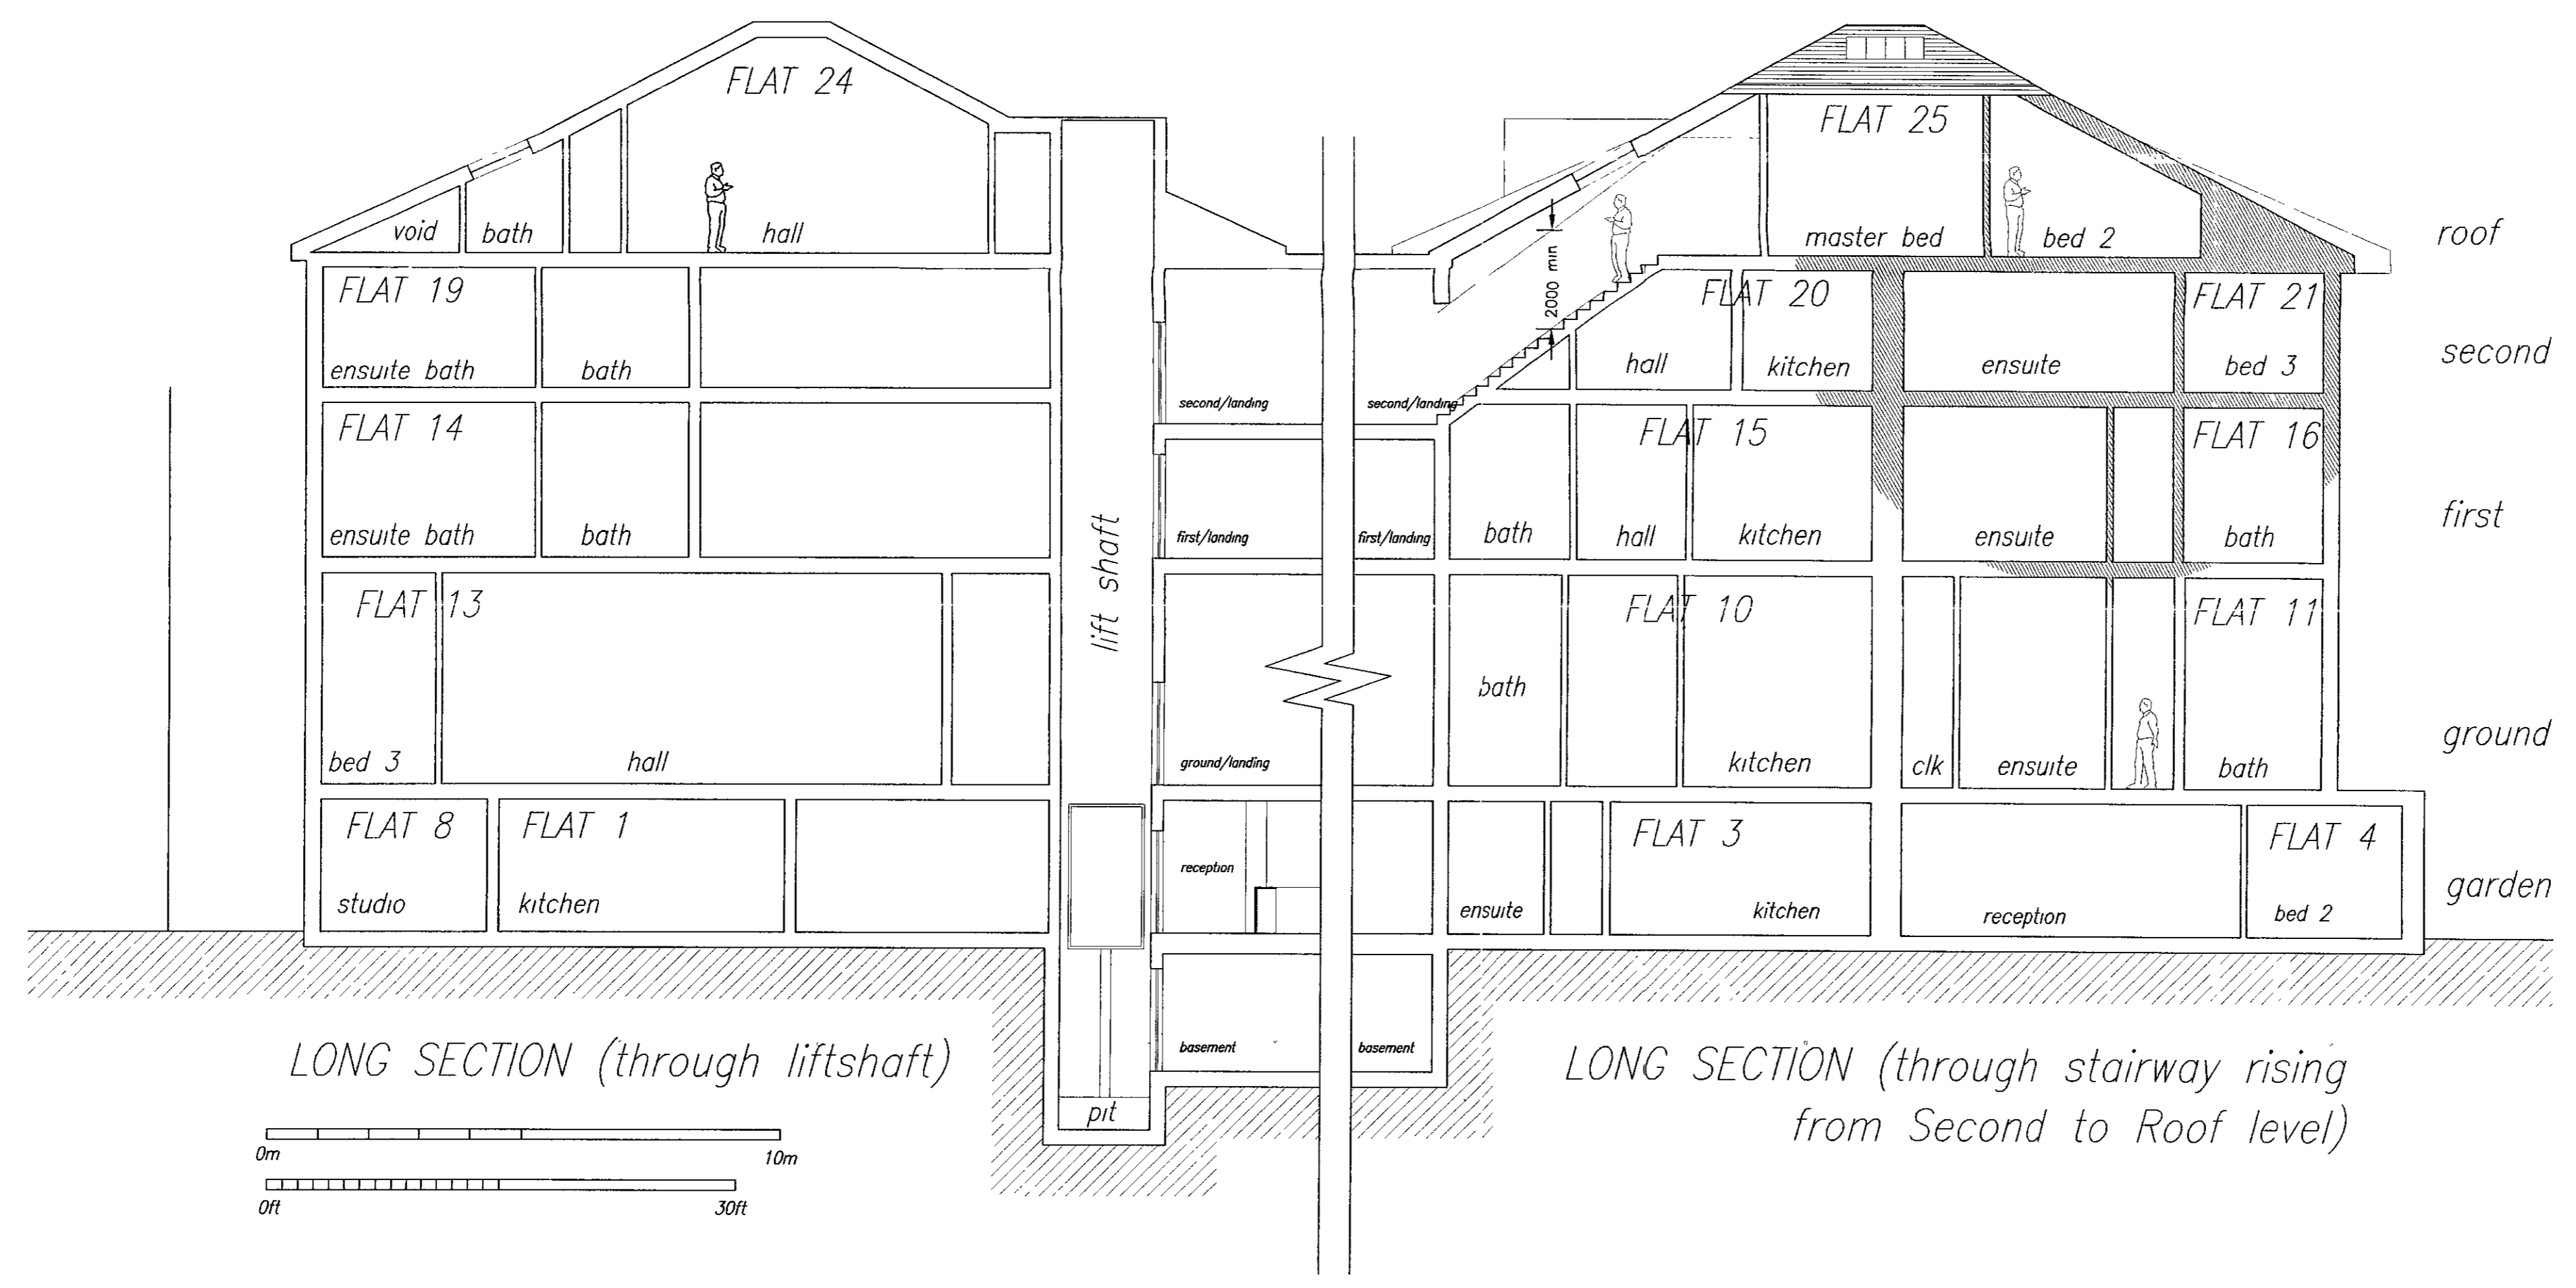 FLAT 24
void
bath
hall
FLAT 19
ensuite bath
bath
FLAT 14
ensuite bath
bath
FLAT 13
bed 3
hall
FLAT 8
studio
FLAT 1
kitchen
lift shaft
pit
second/landing
first/landing
ground/landing
reception
basement
LONG SECTION (through liftshaft)
0m
10m
0ft
30ft
second/landing
first/landing
basement
2000 min
FLAT 25
master bed
bed 2
roof
FLAT 20
hall
kitchen
ensuite
FLAT 21
bed 3
second
FLAT 15
bath
hall
kitchen
ensuite
FLAT 16
bath
first
FLAT 10
bath
kitchen
clk
ensuite
FLAT 11
bath
ground
FLAT 3
ensuite
kitchen
reception
FLAT 4
bed 2
garden
LONG SECTION (through stairway rising
from Second to Roof level)